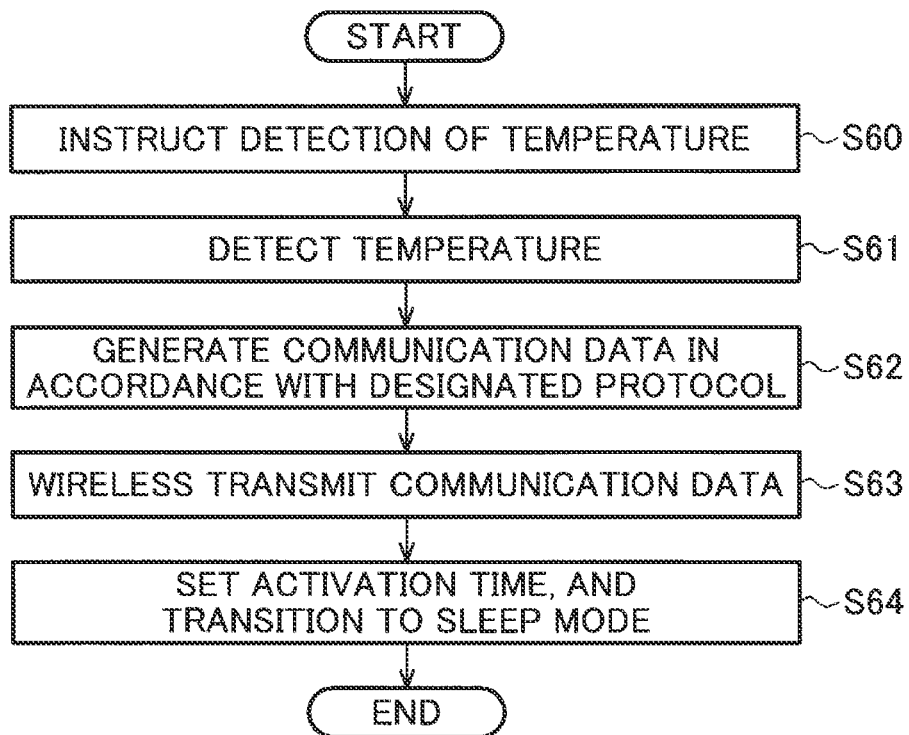 START
INSTRUCT DETECTION OF TEMPERATURE
S60
DETECT TEMPERATURE
S61
GENERATE COMMUNICATION DATA IN
ACCORDANCE WITH DESIGNATED PROTOCOL
S62
WIRELESS TRANSMIT COMMUNICATION DATA
S63
SET ACTIVATION TIME, AND
TRANSITION TO SLEEP MODE
S64
END